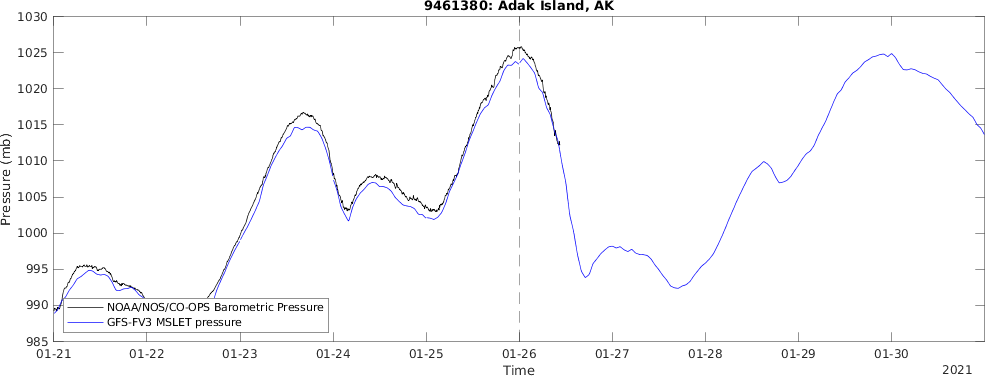 9461380: Adak Island, AK
Pressure (mb)
1030
1025
1020
1015
1010
1005
1000
995
990
985
NOAA/NOS/CO-OPS Barometric Pressure
GFS-FV3 MSLET pressure
01-21 01-22 01-23 01-24 01-25 01-26 01-27 01-28 01-29 01-30
Time
2021